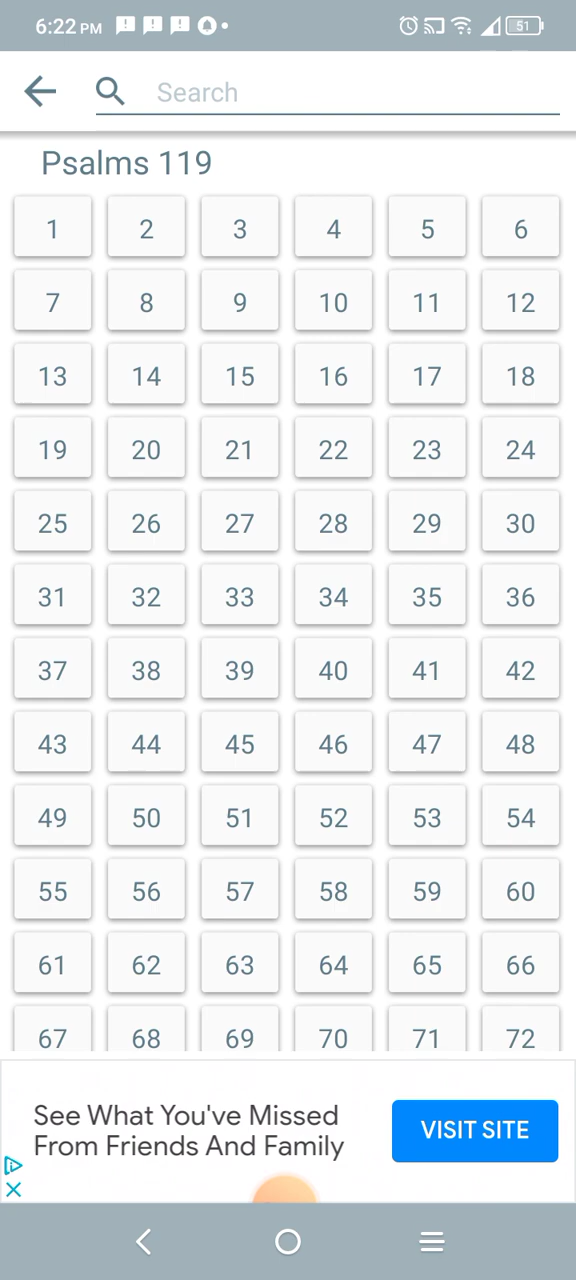 6:22 PM
51
Search
Psalms 119
1 2 3 4 5 6
7 8 9 10 11 12
13 14 15 16 17 18
19 20 21 22 23 24
25 26 27 28 29 30
31 32 33 34 35 36
37 38 39 40 41 42
43 44 45 46 47 48
49 50 51 52 53 54
55 56 57 58 59 60
61 62 63 64 65 66
67 68 69 70 71 72
See What You've Missed
From Friends And Family
VISIT SITE